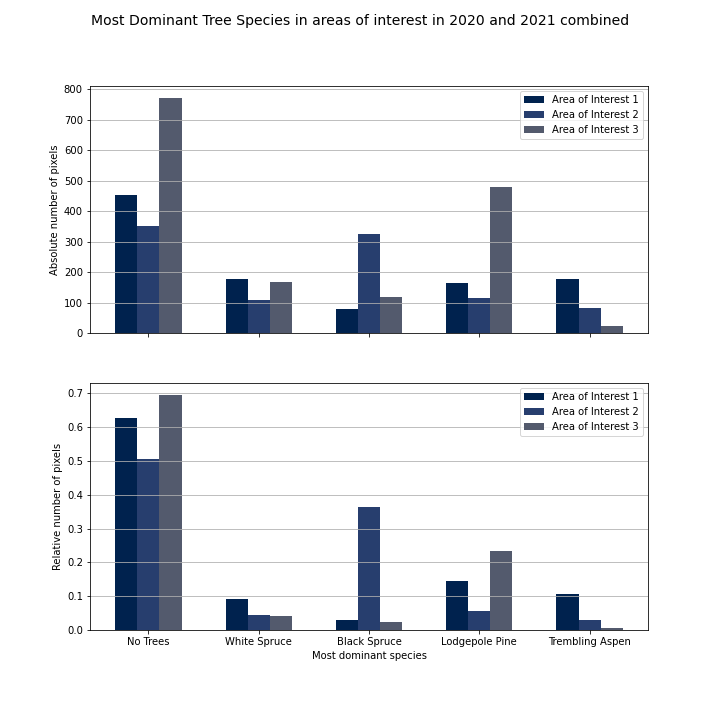 Most Dominant Tree Species in areas of interest in 2020 and 2021 combined
800
700
600
500
400
300
200
100
0
Absolute number of pixels
Area of Interest 1
Area of Interest 2
Area of Interest 3
0.7
0.6
0.5
0.4
0.3
0.2
0.1
0.0
Relative number of pixels
Area of Interest 1
Area of Interest 2
Area of Interest 3
No Trees White Spruce Black Spruce Lodgepole Pine Trembling Aspen
Most dominant species